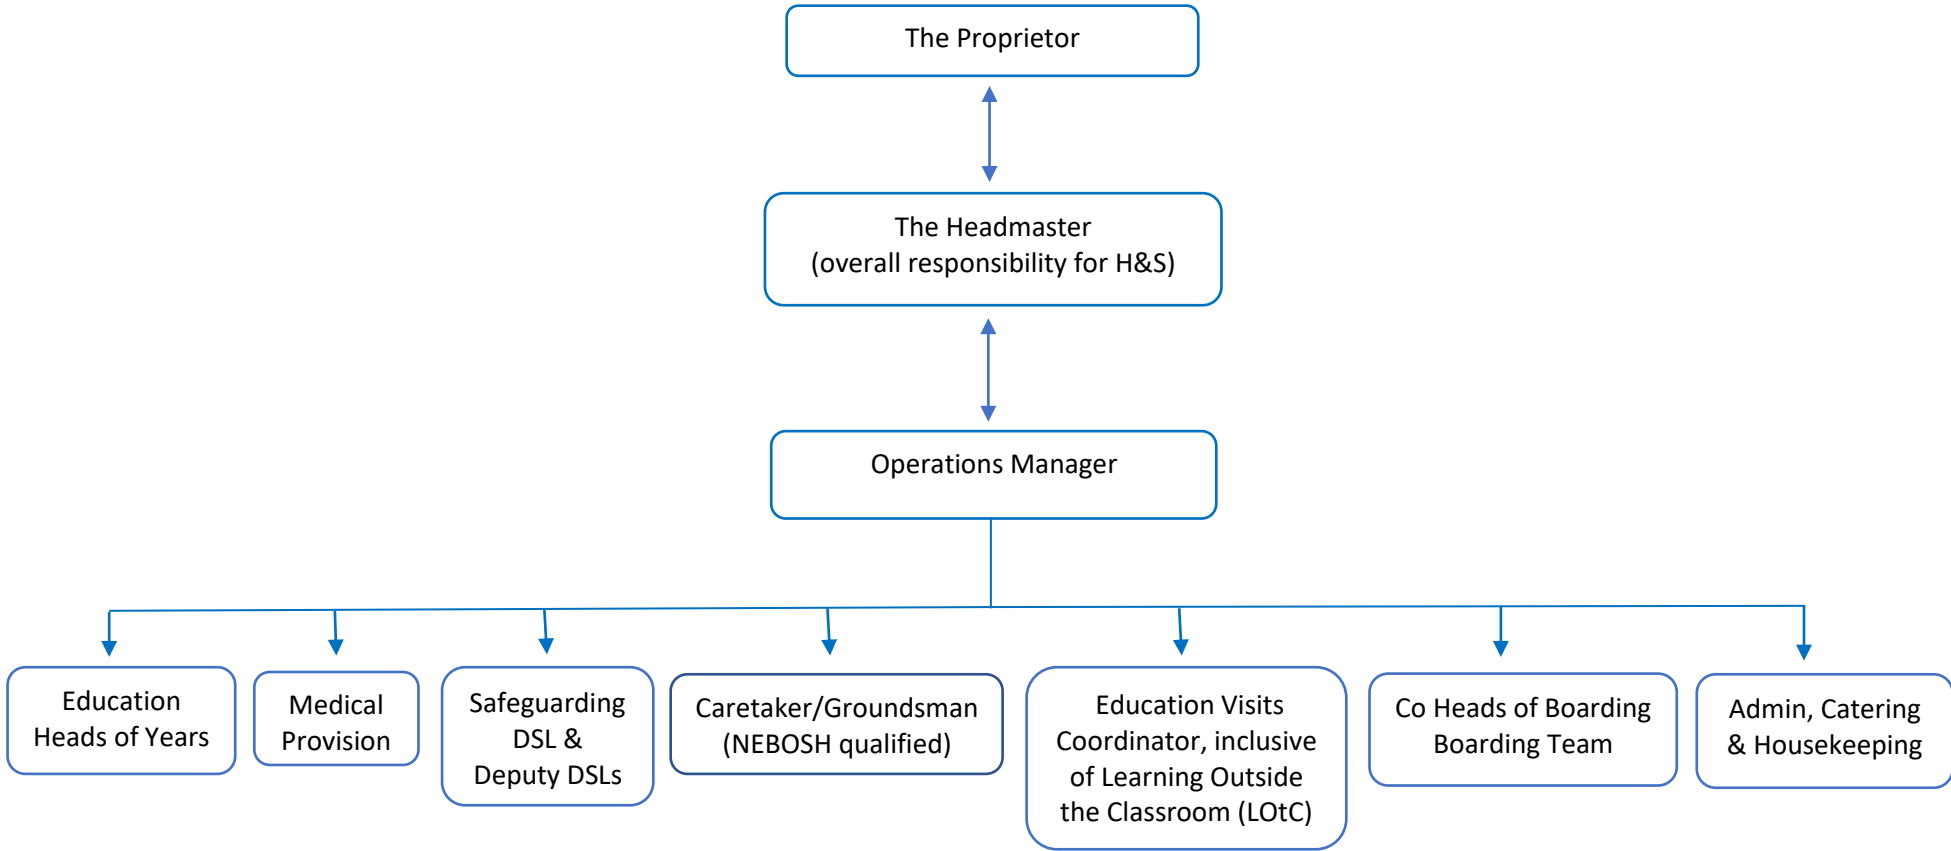 The Proprietor
The Headmaster
(overall responsibility for H&S)
Operations Manager
Education
Heads of Years
Medical
Provision
Safeguarding
DSL &
Deputy DSLs
Caretaker/Groundsman
(NEBOSH qualified)
Education Visits
Coordinator, inclusive
of Learning Outside
the Classroom (LOtC)
Co Heads of Boarding
Boarding Team
Admin, Catering
& Housekeeping